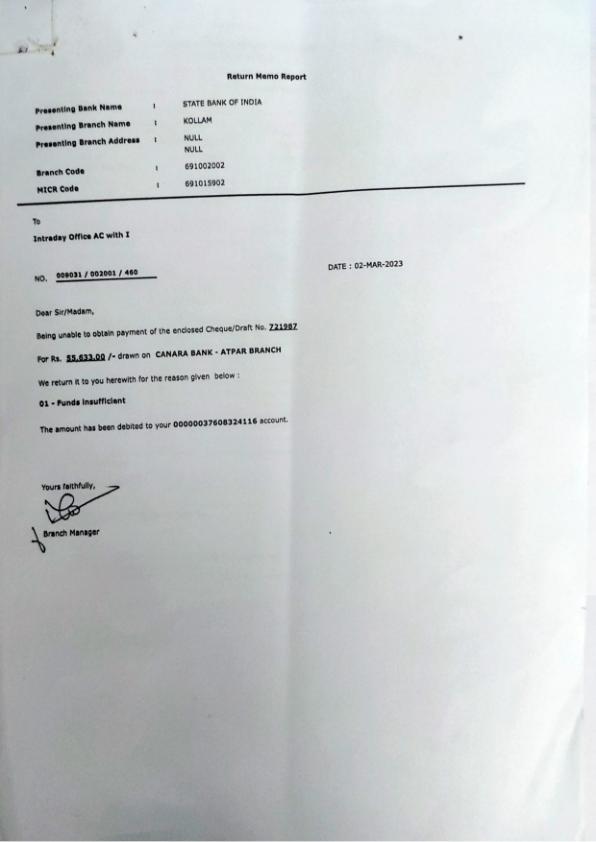 Return Memo Report
Presenting Bank Name : STATE BANK OF INDIA
Presenting Branch Name : KOLLAM
Presenting Branch Address : NULL
NULL
Branch Code : 691002002
MICR Code : 691015902
To
Intraday Office AC with I
NO. 009031 / 002001 / 460
DATE : 02-MAR-2023
Dear Sir/Madam,
Being unable to obtain payment of the enclosed Cheque/Draft No. 721987
For Rs. 55,633.00 /- drawn on CANARA BANK - ATPAR BRANCH
We return it to you herewith for the reason given below :
01 - Funds Insufficient
The amount has been debited to your 00000037608324116 account.
Yours faithfully,
Branch Manager